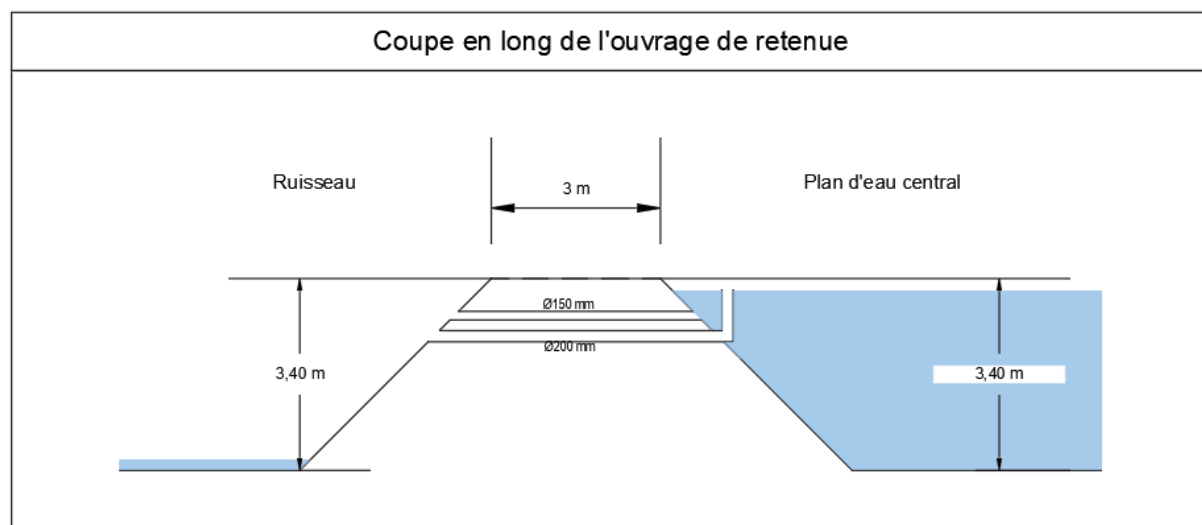 Coupe en long de l'ouvrage de retenue
Ruisseau
3 m
Plan d'eau central
Ø150 mm
Ø200 mm
3,40 m
3,40 m